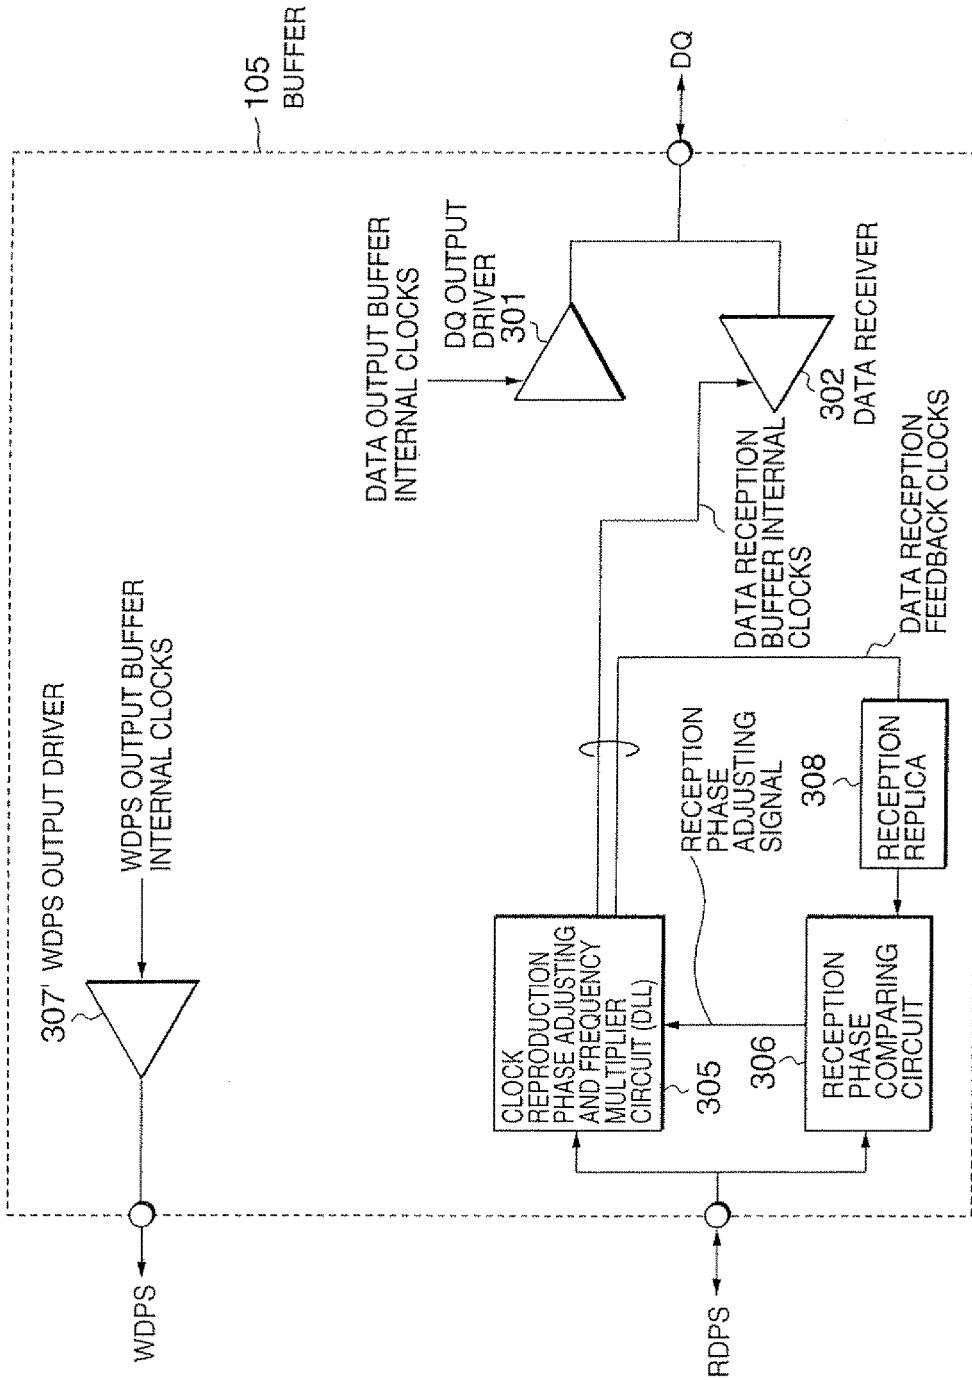 105
BUFFER
307' WDPS OUTPUT DRIVER
WDPS OUTPUT BUFFER
INTERNAL CLOCKS
WDPS
DATA OUTPUT BUFFER
INTERNAL CLOCKS
DQ OUTPUT
DRIVER
301
DQ
302
DATA RECEIVER
DATA RECEPTION
BUFFER INTERNAL
CLOCKS
DATA RECEPTION
FEEDBACK CLOCKS
CLOCK
REPRODUCTION
PHASE ADJUSTING
AND FREQUENCY
MULTIPLIER
CIRCUIT (DLL)
305
RECEPTION
PHASE
ADJUSTING
SIGNAL
308
RECEPTION
REPLICA
306
RECEPTION
PHASE
COMPARING
CIRCUIT
RDPS